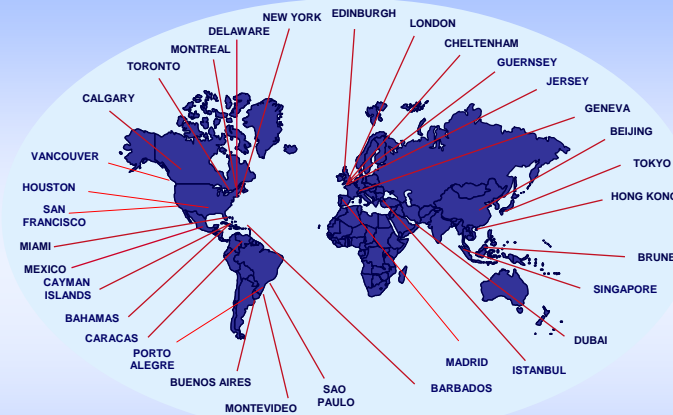 NEW YORK
EDINBURGH
LONDON
DELAWARE
CHELTENHAM
MONTREAL
GUERNSEY
TORONTO
JERSEY
CALGARY
GENEVA
BEIJING
VANCOUVER
TOKYO
HOUSTON
HONG KONG
SAN
FRANCISCO
MIAMI
BRUNE
MEXICO
CAYMAN
ISLANDS
SINGAPORE
BAHAMAS
CARACAS
DUBAI
PORTO
ALEGRE
MADRID
ISTANBUL
BUENOS AIRES
SAO
PAULO
BARBADOS
MONTEVIDEO